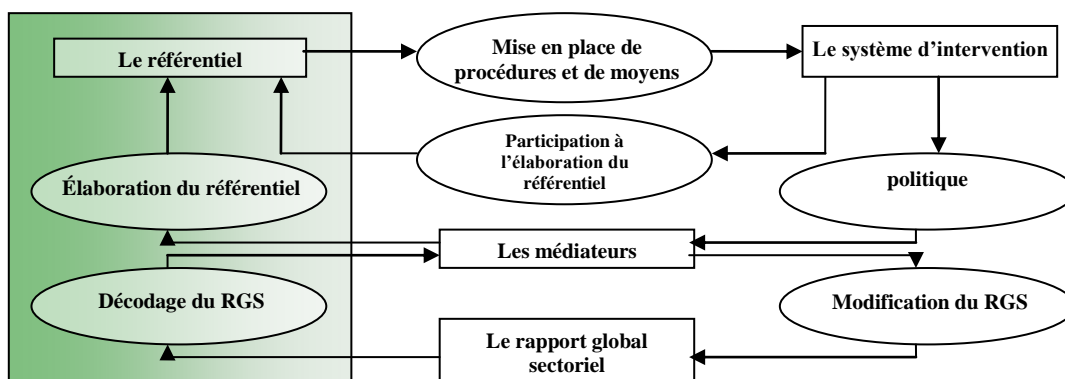 Le référentiel
Mise en place de
procédures et de moyens
Le système d’intervention
Participation à
l’élaboration du
référentiel
Élaboration du référentiel
politique
Les médiateurs
Décodage du RGS
Modification du RGS
Le rapport global
sectoriel